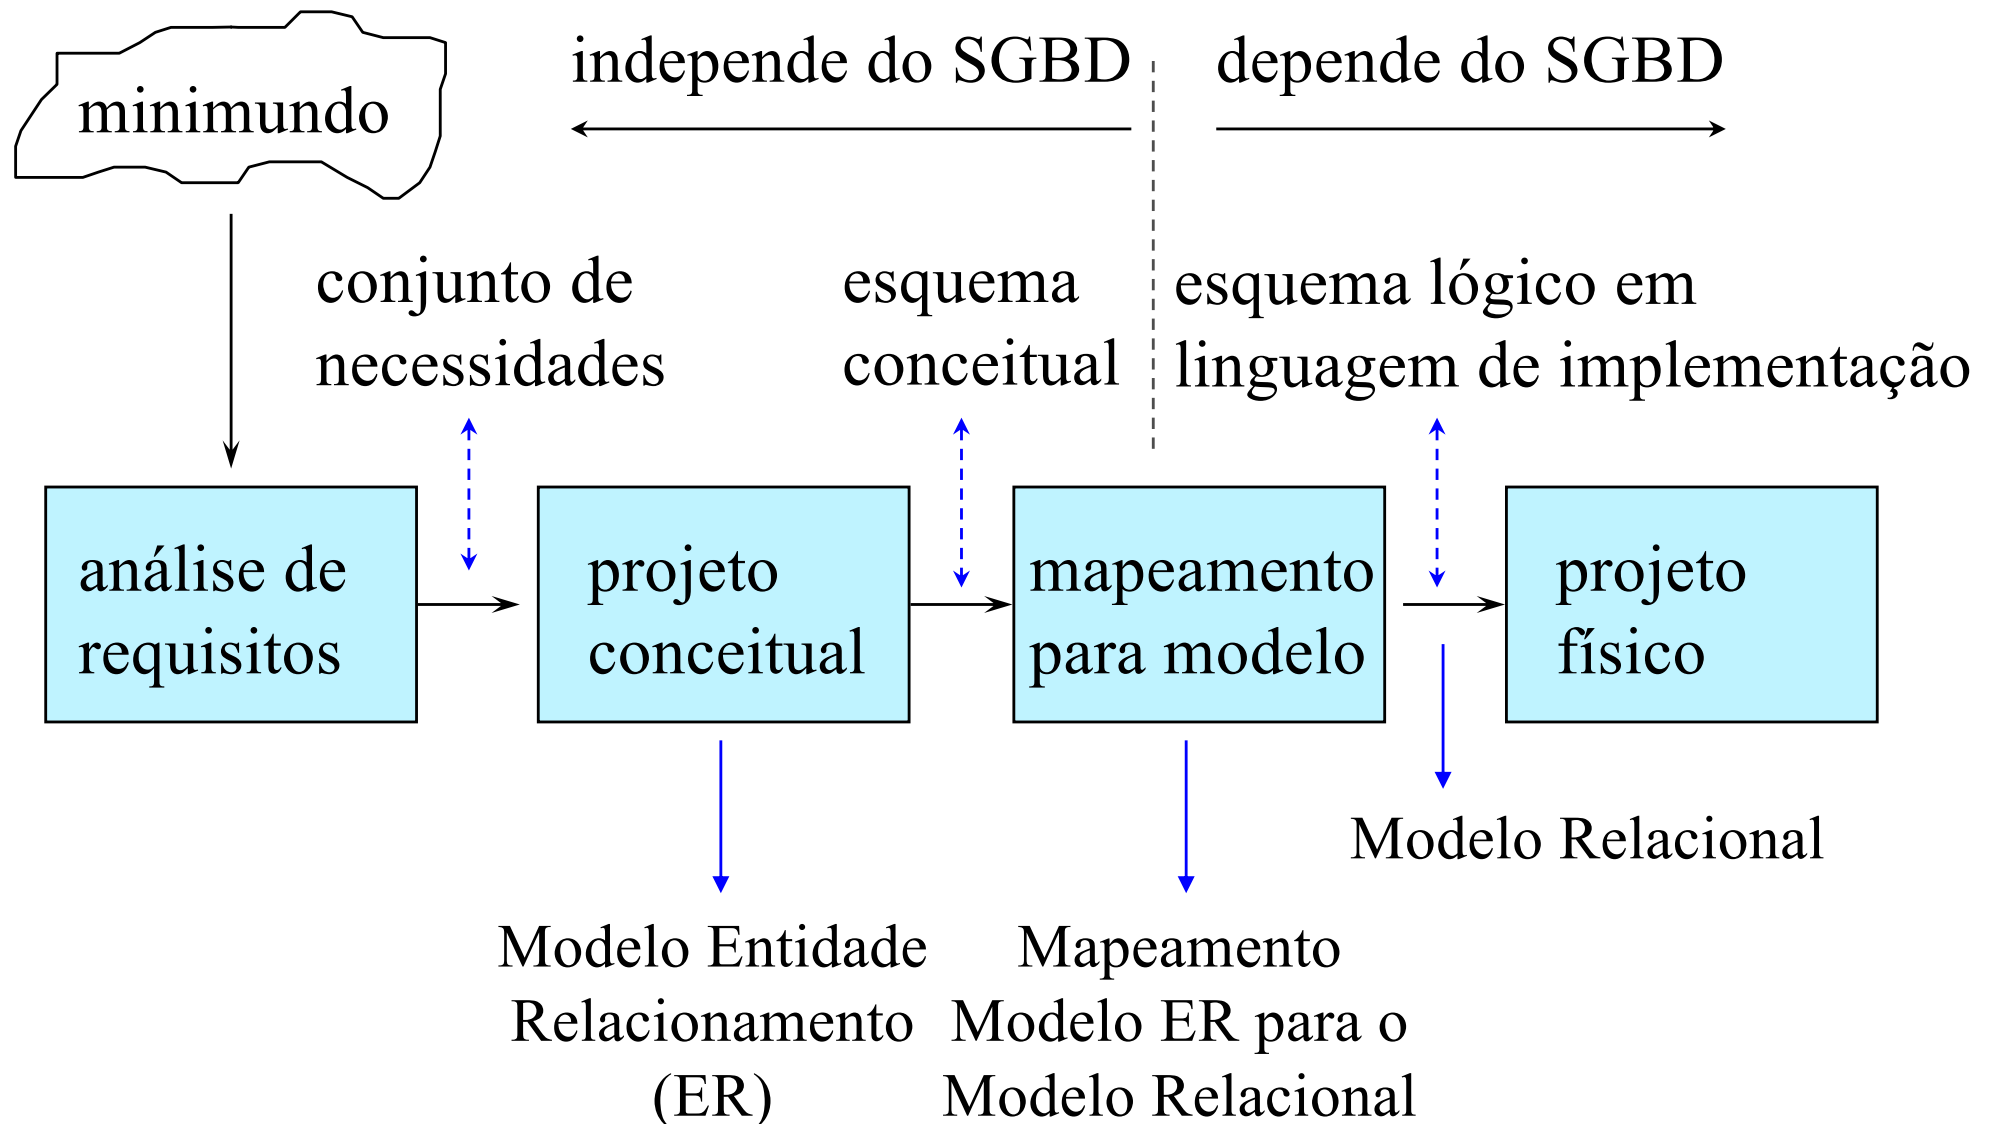 minimundo
independe do SGBD
depende do SGBD
conjunto de
necessidades
esquema
conceitual
esquema lógico em
linguagem de implementação
análise de
requisitos
projeto
conceitual
mapeamento
para modelo
projeto
físico
Modelo Relacional
Modelo Entidade
Relacionamento
(ER)
Mapeamento
Modelo ER para o
Modelo Relacional